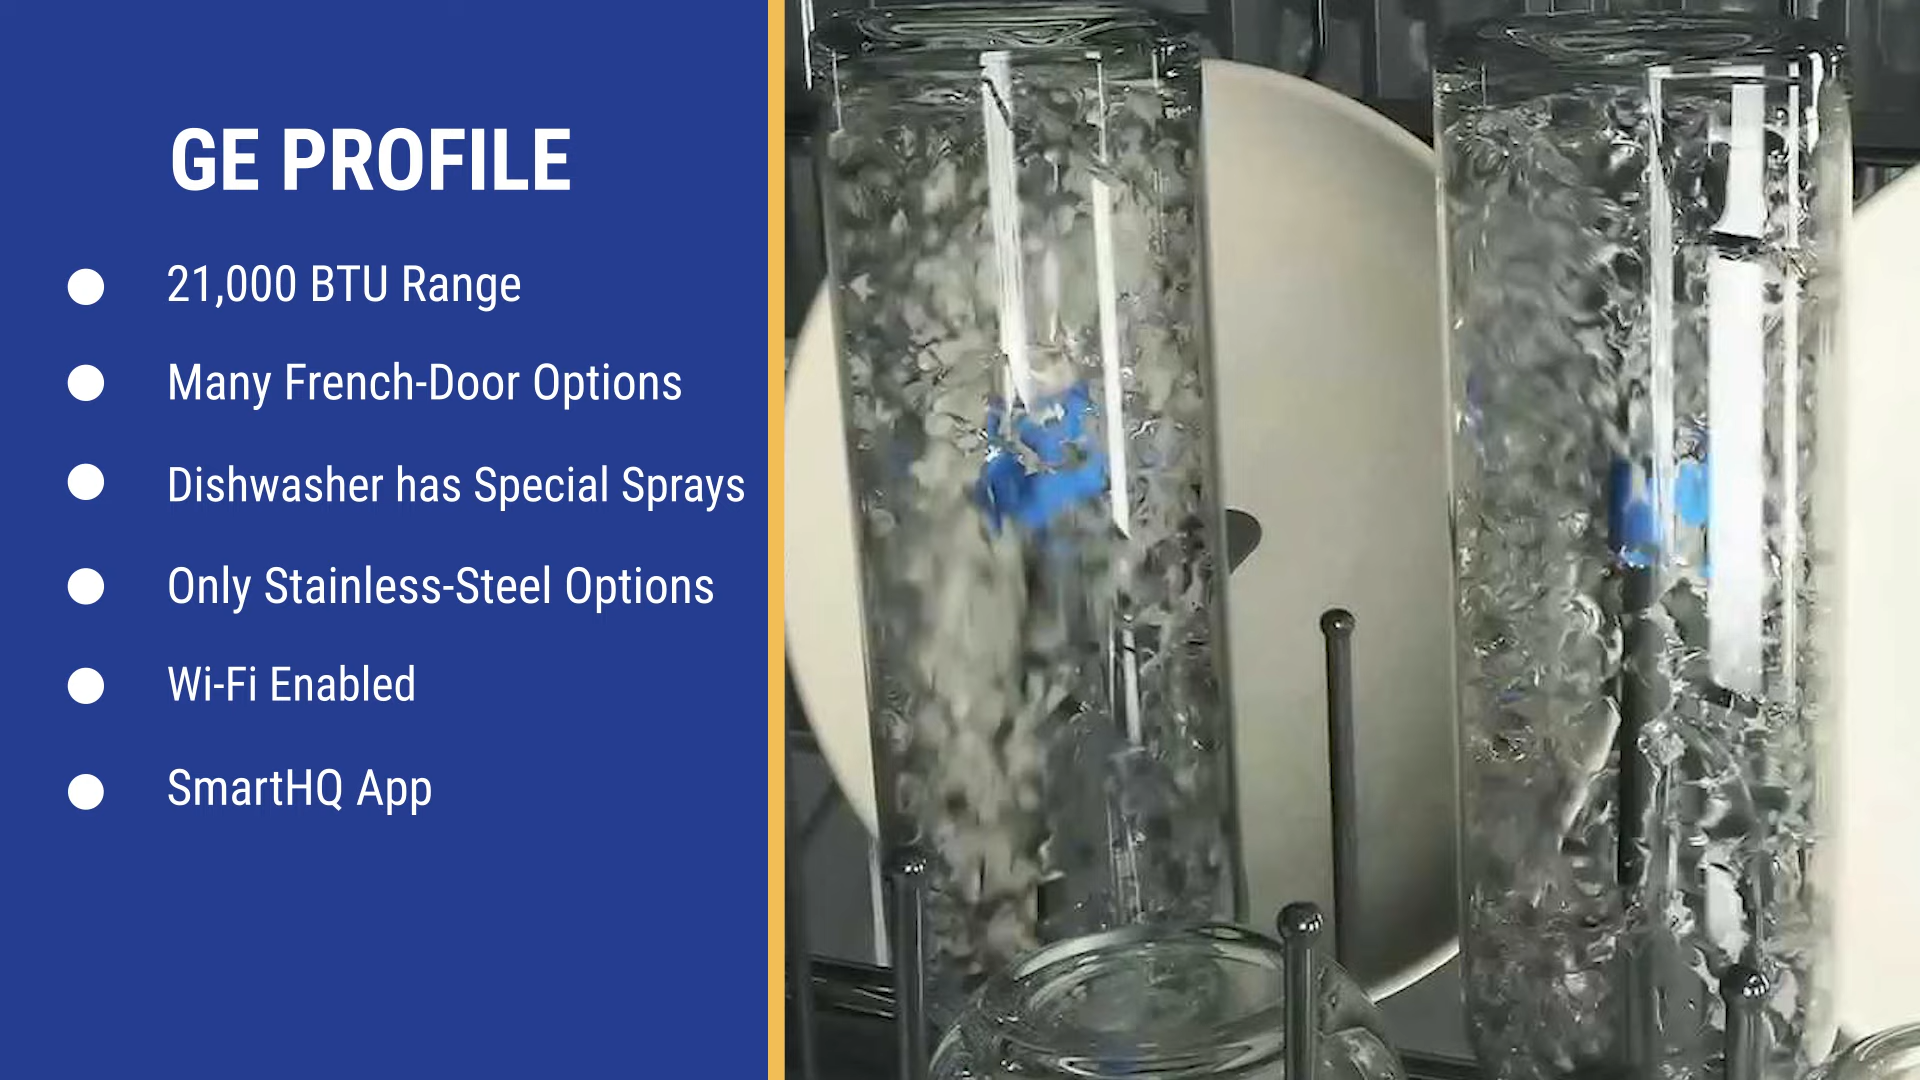 GE PROFILE
21,000 BTU Range
Many French-Door Options
Dishwasher has Special Sprays
Only Stainless-Steel Options
Wi-Fi Enabled
SmartHQ App